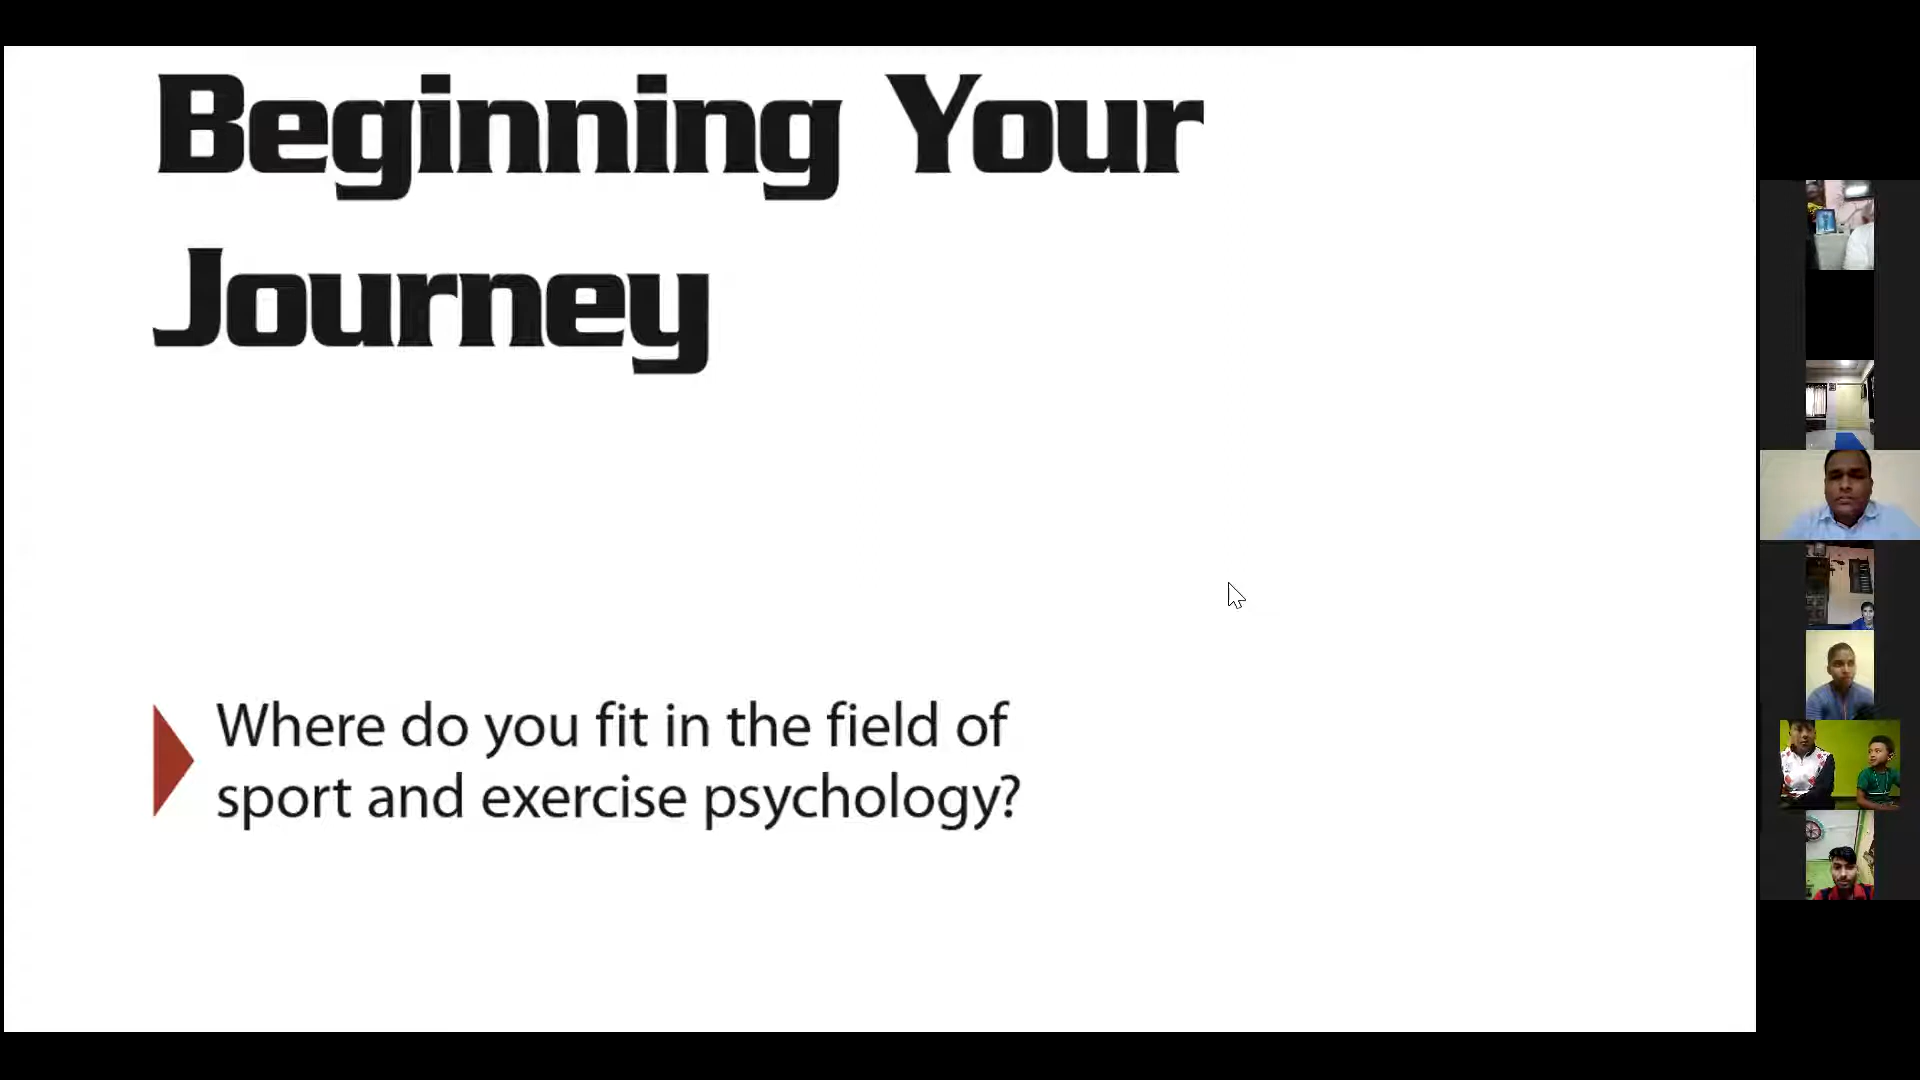 Beginning Your
Journey
Where do you fit in the field of
sport and exercise psychology?